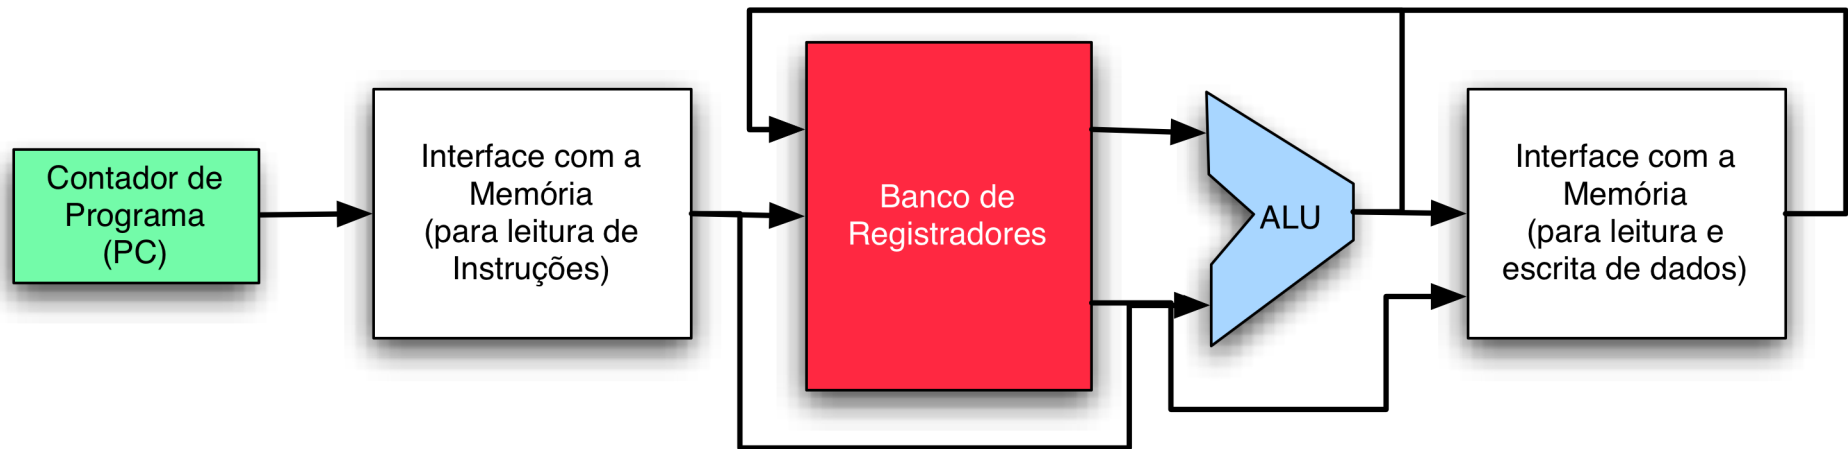 Contador de
Programa
(PC)
Interface com a
Memória
(para leitura de
Instruções)
Banco de
Registradores
ALU
Interface com a
Memória
(para leitura e
escrita de dados)